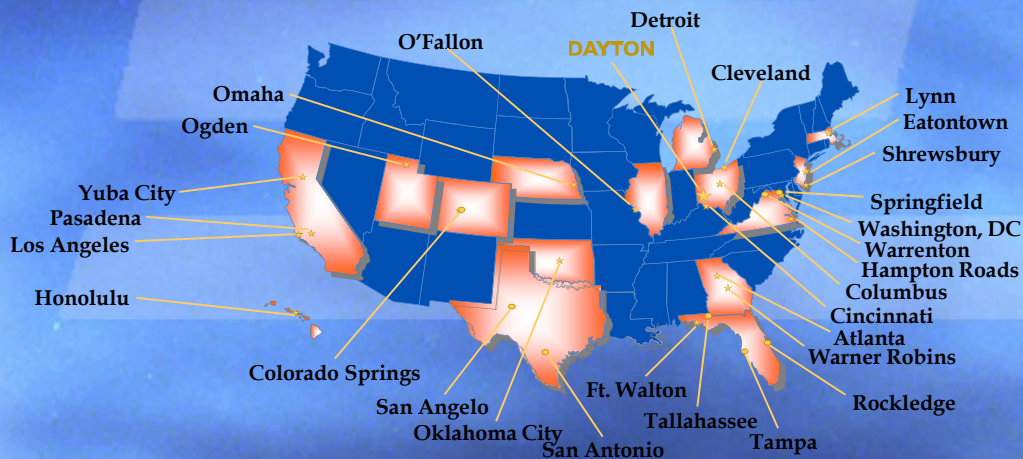 Detroit
O’Fallon
DAYTON
Cleveland
Omaha
Lynn
Ogden
Eatontown
Shrewsbury
Yuba City
Springfield
Pasadena
Washington, DC
Los Angeles
Warrenton
Hampton Roads
Honolulu
Columbus
Cincinnati
Atlanta
Warner Robins
Colorado Springs
Ft. Walton
San Angelo
Rockledge
Tallahassee
Oklahoma City
Tampa
San Antonio